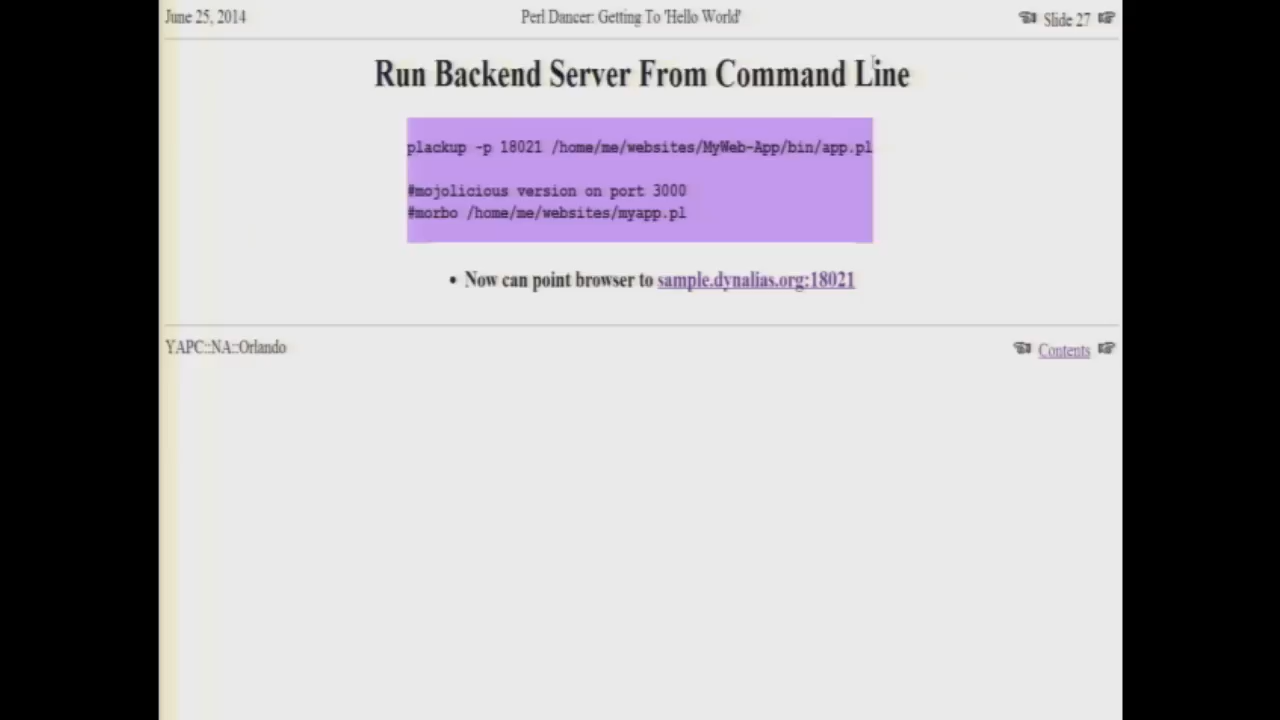 June 25, 2014
Perl Dancer: Getting To 'Hello World'
Slide 27
Run Backend Server From Command Line
plackup -p 18021 /home/me/websites/MyWeb-App/bin/app.pl
#mojolicious version on port 3000
#morbo /home/me/websites/myapp.pl
• Now can point browser to sample.dynalias.org:18021
YAPC::NA::Orlando
Contents